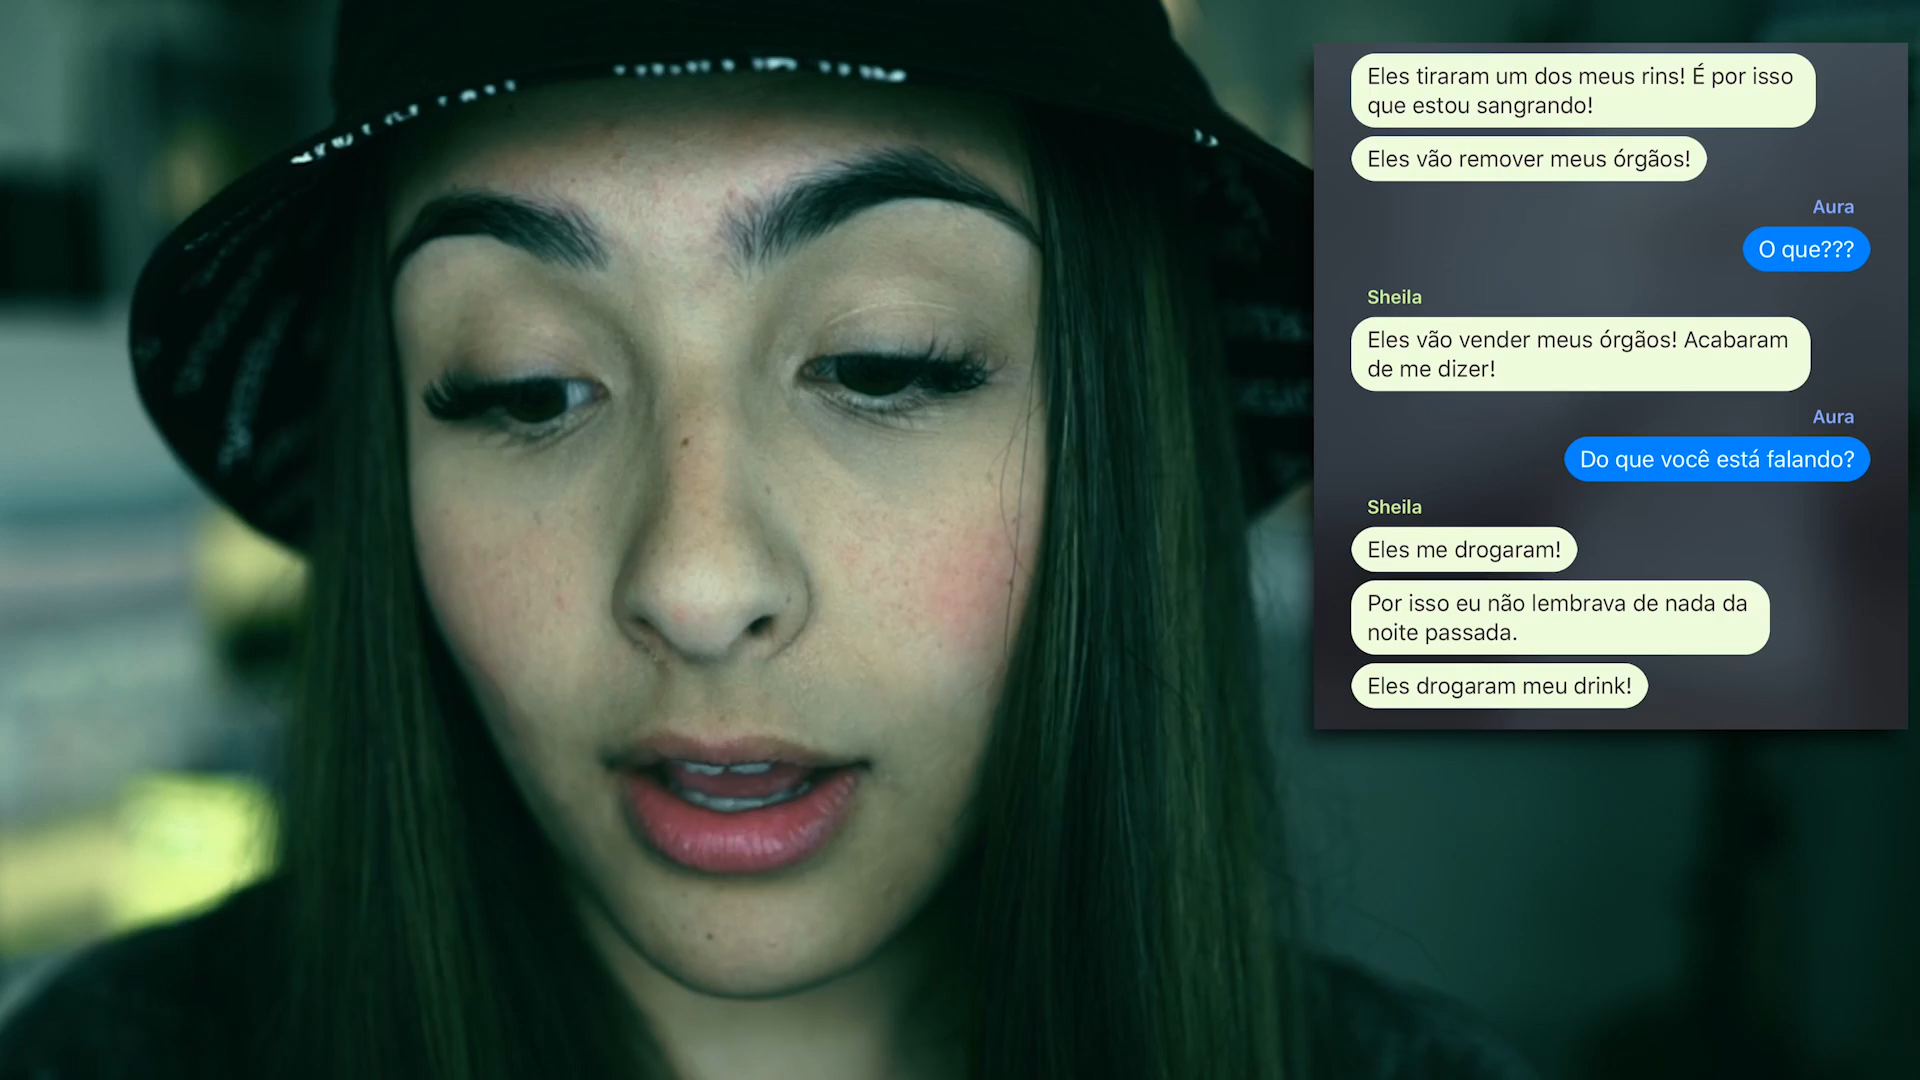 Eles tiraram um dos meus rins! É por isso
que estou sangrando!
Eles vão remover meus órgãos!
Aura
O que???
Sheila
Eles vão vender meus órgãos! Acabaram
de me dizer!
Aura
Do que você está falando?
Sheila
Eles me drogaram!
Por isso eu não lembrava de nada da
noite passada.
Eles drogaram meu drink!